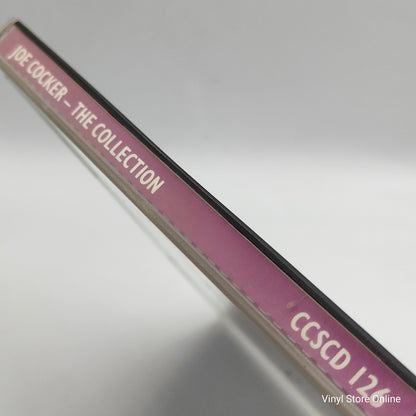 JOE COCKER – THE COLLECTION
CCSCD 126
Vinyl Store Online